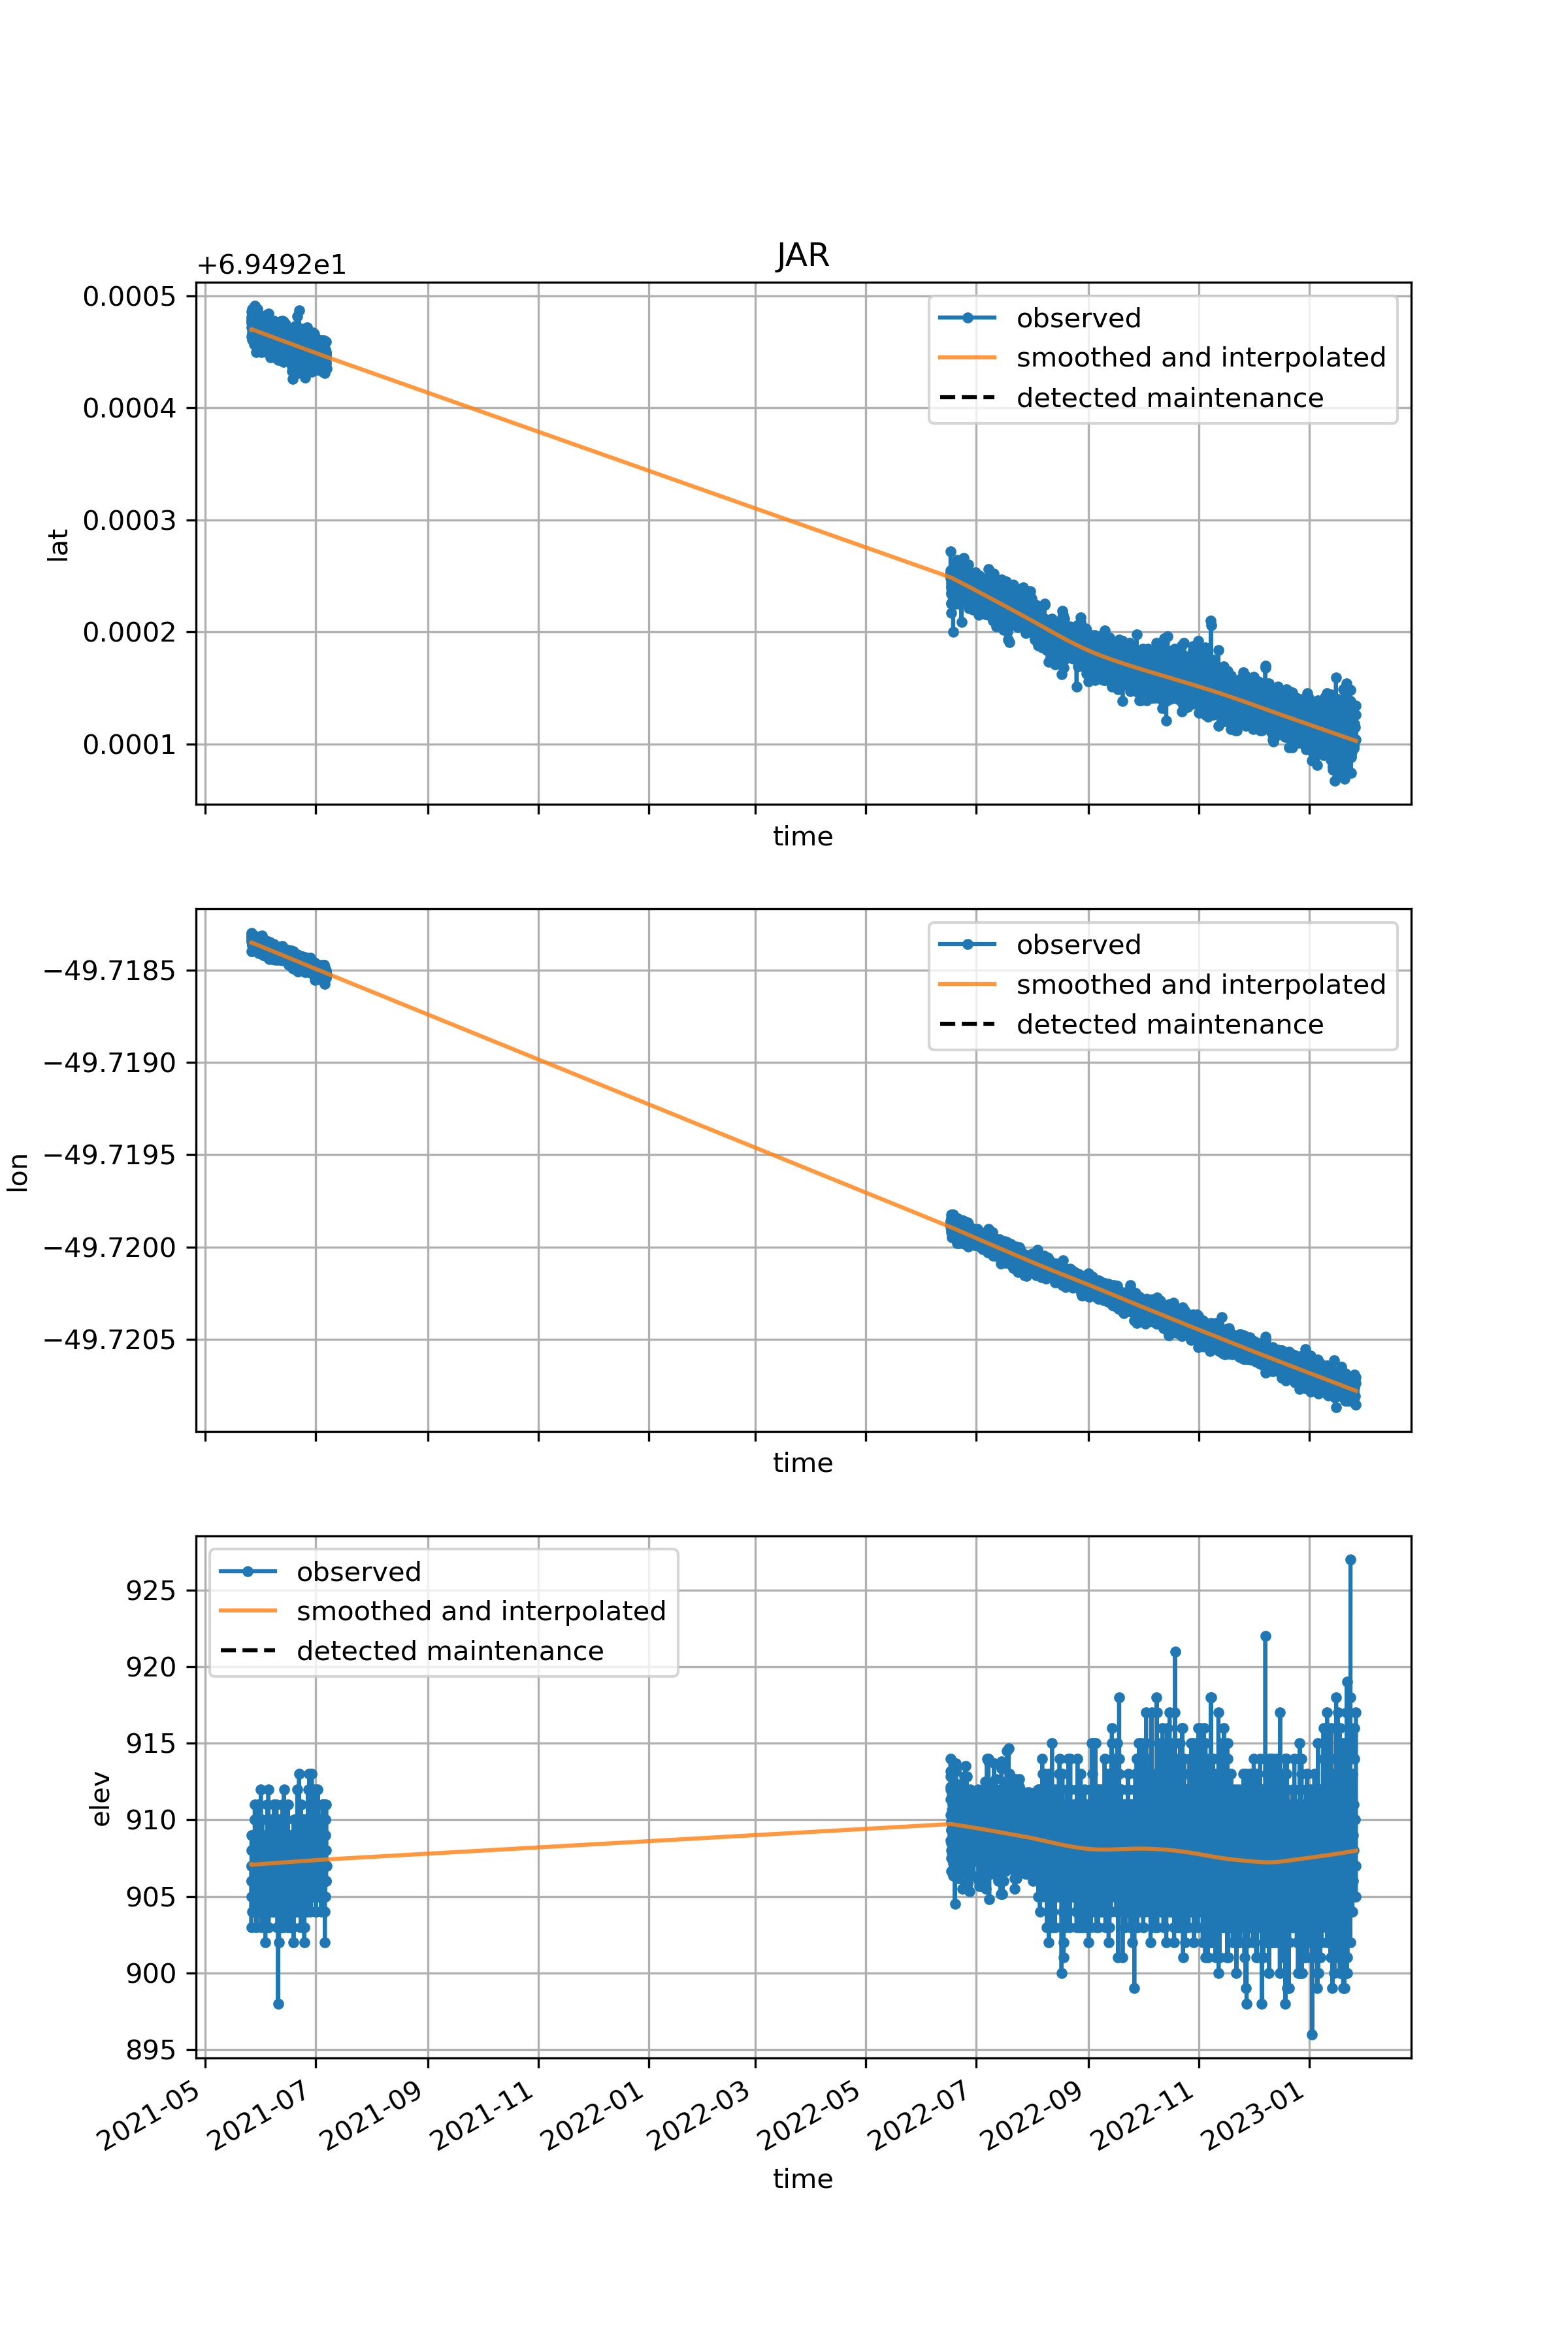 JAR
+6.9492e1
0.0005
0.0004
0.0003
0.0002
0.0001
lat
observed
smoothed and interpolated
detected maintenance
time
−49.7185
−49.7190
−49.7195
−49.7200
−49.7205
lon
observed
smoothed and interpolated
detected maintenance
time
925
920
915
910
905
900
895
elev
observed
smoothed and interpolated
detected maintenance
2021-05
2021-07
2021-09
2021-11
2022-01
2022-03
2022-05
2022-07
2022-09
2022-11
2023-01
time